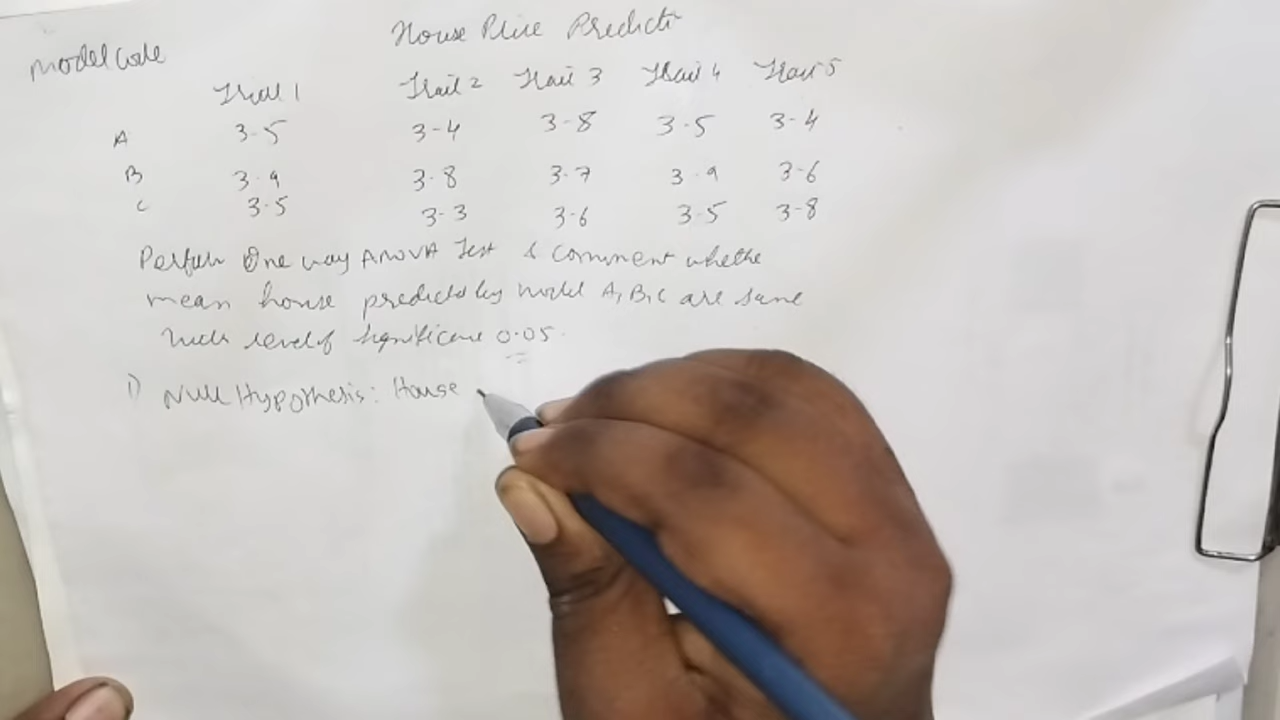 House Price Predicti
Model Code
Trial 1 Trail 2 Trail 3 Trail 4 Trail 5
A 3.5 3.4 3.8 3.5 3.4
B 3.9 3.8 3.7 3.9 3.6
C 3.5 3.3 3.6 3.5 3.8
Perform One way ANOVA Test & Comment whethe
mean house predicted by model A, B, C are same
level of significance 0.05.
1) Null Hypothesis: House